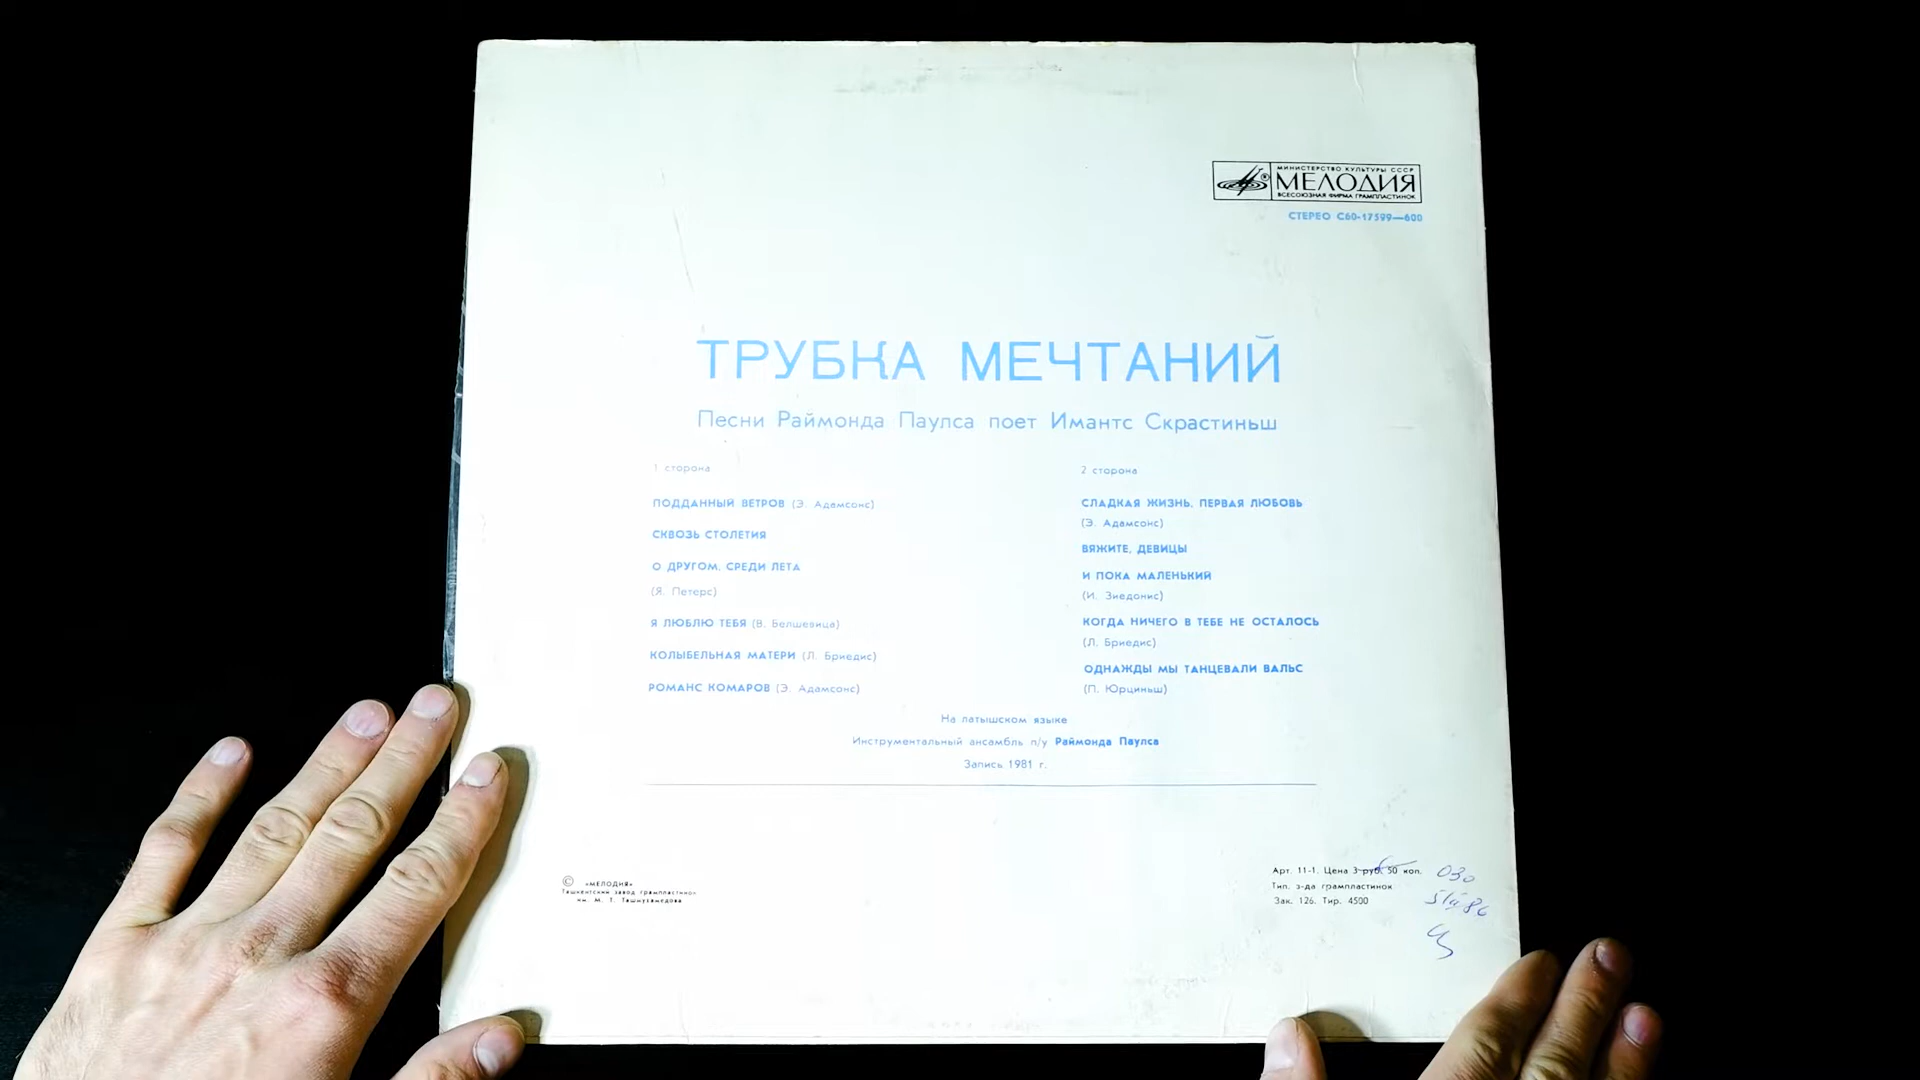 МИНИСТЕРСТВО КУЛЬТУРЫ СССР
МЕЛОДИЯ
ВСЕСОЮЗНАЯ ФИРМА ГРАМПЛАСТИНОК
СТЕРЕО С60-17599—600
ТРУБКА МЕЧТАНИЙ
Песни Раймонда Паулса поет Имантс Скрастиньш
1 сторона
ПОДДАННЫЙ ВЕТРОВ (Э. Адамсонс)
СКВОЗЬ СТОЛЕТИЯ
О ДРУГОМ, СРЕДИ ЛЕТА
(Я. Петерс)
Я ЛЮБЛЮ ТЕБЯ (В. Белшевица)
КОЛЫБЕЛЬНАЯ МАТЕРИ (Л. Бриедис)
РОМАНС КОМАРОВ (Э. Адамсонс)
2 сторона
СЛАДКАЯ ЖИЗНЬ, ПЕРВАЯ ЛЮБОВЬ
(Э. Адамсонс)
ВЯЖИТЕ, ДЕВИЦЫ
И ПОКА МАЛЕНЬКИЙ
(И. Зиедонис)
КОГДА НИЧЕГО В ТЕБЕ НЕ ОСТАЛОСЬ
(Л. Бриедис)
ОДНАЖДЫ МЫ ТАНЦЕВАЛИ ВАЛЬС
(П. Юрциньш)
На латышском языке
Инструментальный ансамбль п/у Раймонда Паулса
Запись 1981 г.
© «МЕЛОДИЯ»
Ташкентский завод грампластинок
им. М. Т. Ташмухамедова
Арт. 11-1. Цена 3 руб. 50 коп.
Тип. з-да грампластинок
Зак. 126. Тир. 4500